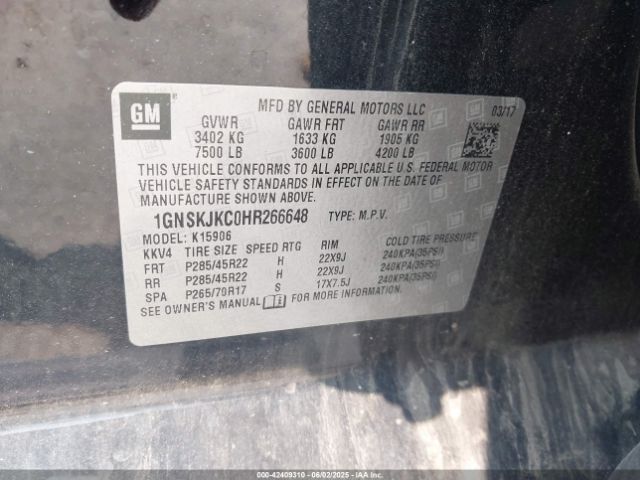 GM
MFD BY GENERAL MOTORS LLC
03/17
GVWR GAWR FRT GAWR RR
3402 KG 1633 KG 1905 KG
7500 LB 3600 LB 4200 LB
THIS VEHICLE CONFORMS TO ALL APPLICABLE U.S. FEDERAL MOTOR
VEHICLE SAFETY STANDARDS IN EFFECT ON THE DATE OF
MANUFACTURE SHOWN ABOVE.
1GNSKJKC0HR266648 TYPE: M.P.V.
MODEL: K15906
KKV4 TIRE SIZE SPEED RTG RIM COLD TIRE PRESSURE
FRT P285/45R22 H 22X9J 240KPA(35PSI)
RR P285/45R22 H 22X9J 240KPA(35PSI)
SPA P265/70R17 S 17X7.5J 240KPA(35PSI)
SEE OWNER'S MANUAL FOR MORE INFORMATION.
000-42409310 - 06/02/2025 - IAAI.COM